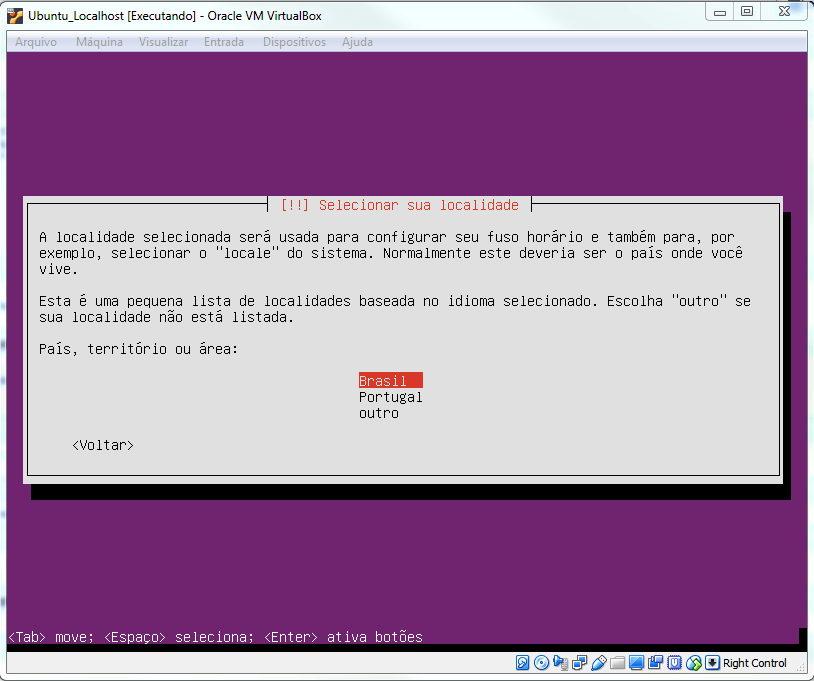 Ubuntu_Localhost [Executando] - Oracle VM VirtualBox
Arquivo Máquina Visualizar Entrada Dispositivos Ajuda
[!!] Selecionar sua localidade
A localidade selecionada será usada para configurar seu fuso horário e também para, por
exemplo, selecionar o "locale" do sistema. Normalmente este deveria ser o país onde você
vive.
Esta é uma pequena lista de localidades baseada no idioma selecionado. Escolha "outro" se
sua localidade não está listada.
País, território ou área:
Brasil
Portugal
outro
<Voltar>
<Tab> move; <Espaço> seleciona; <Enter> ativa botões
Right Control